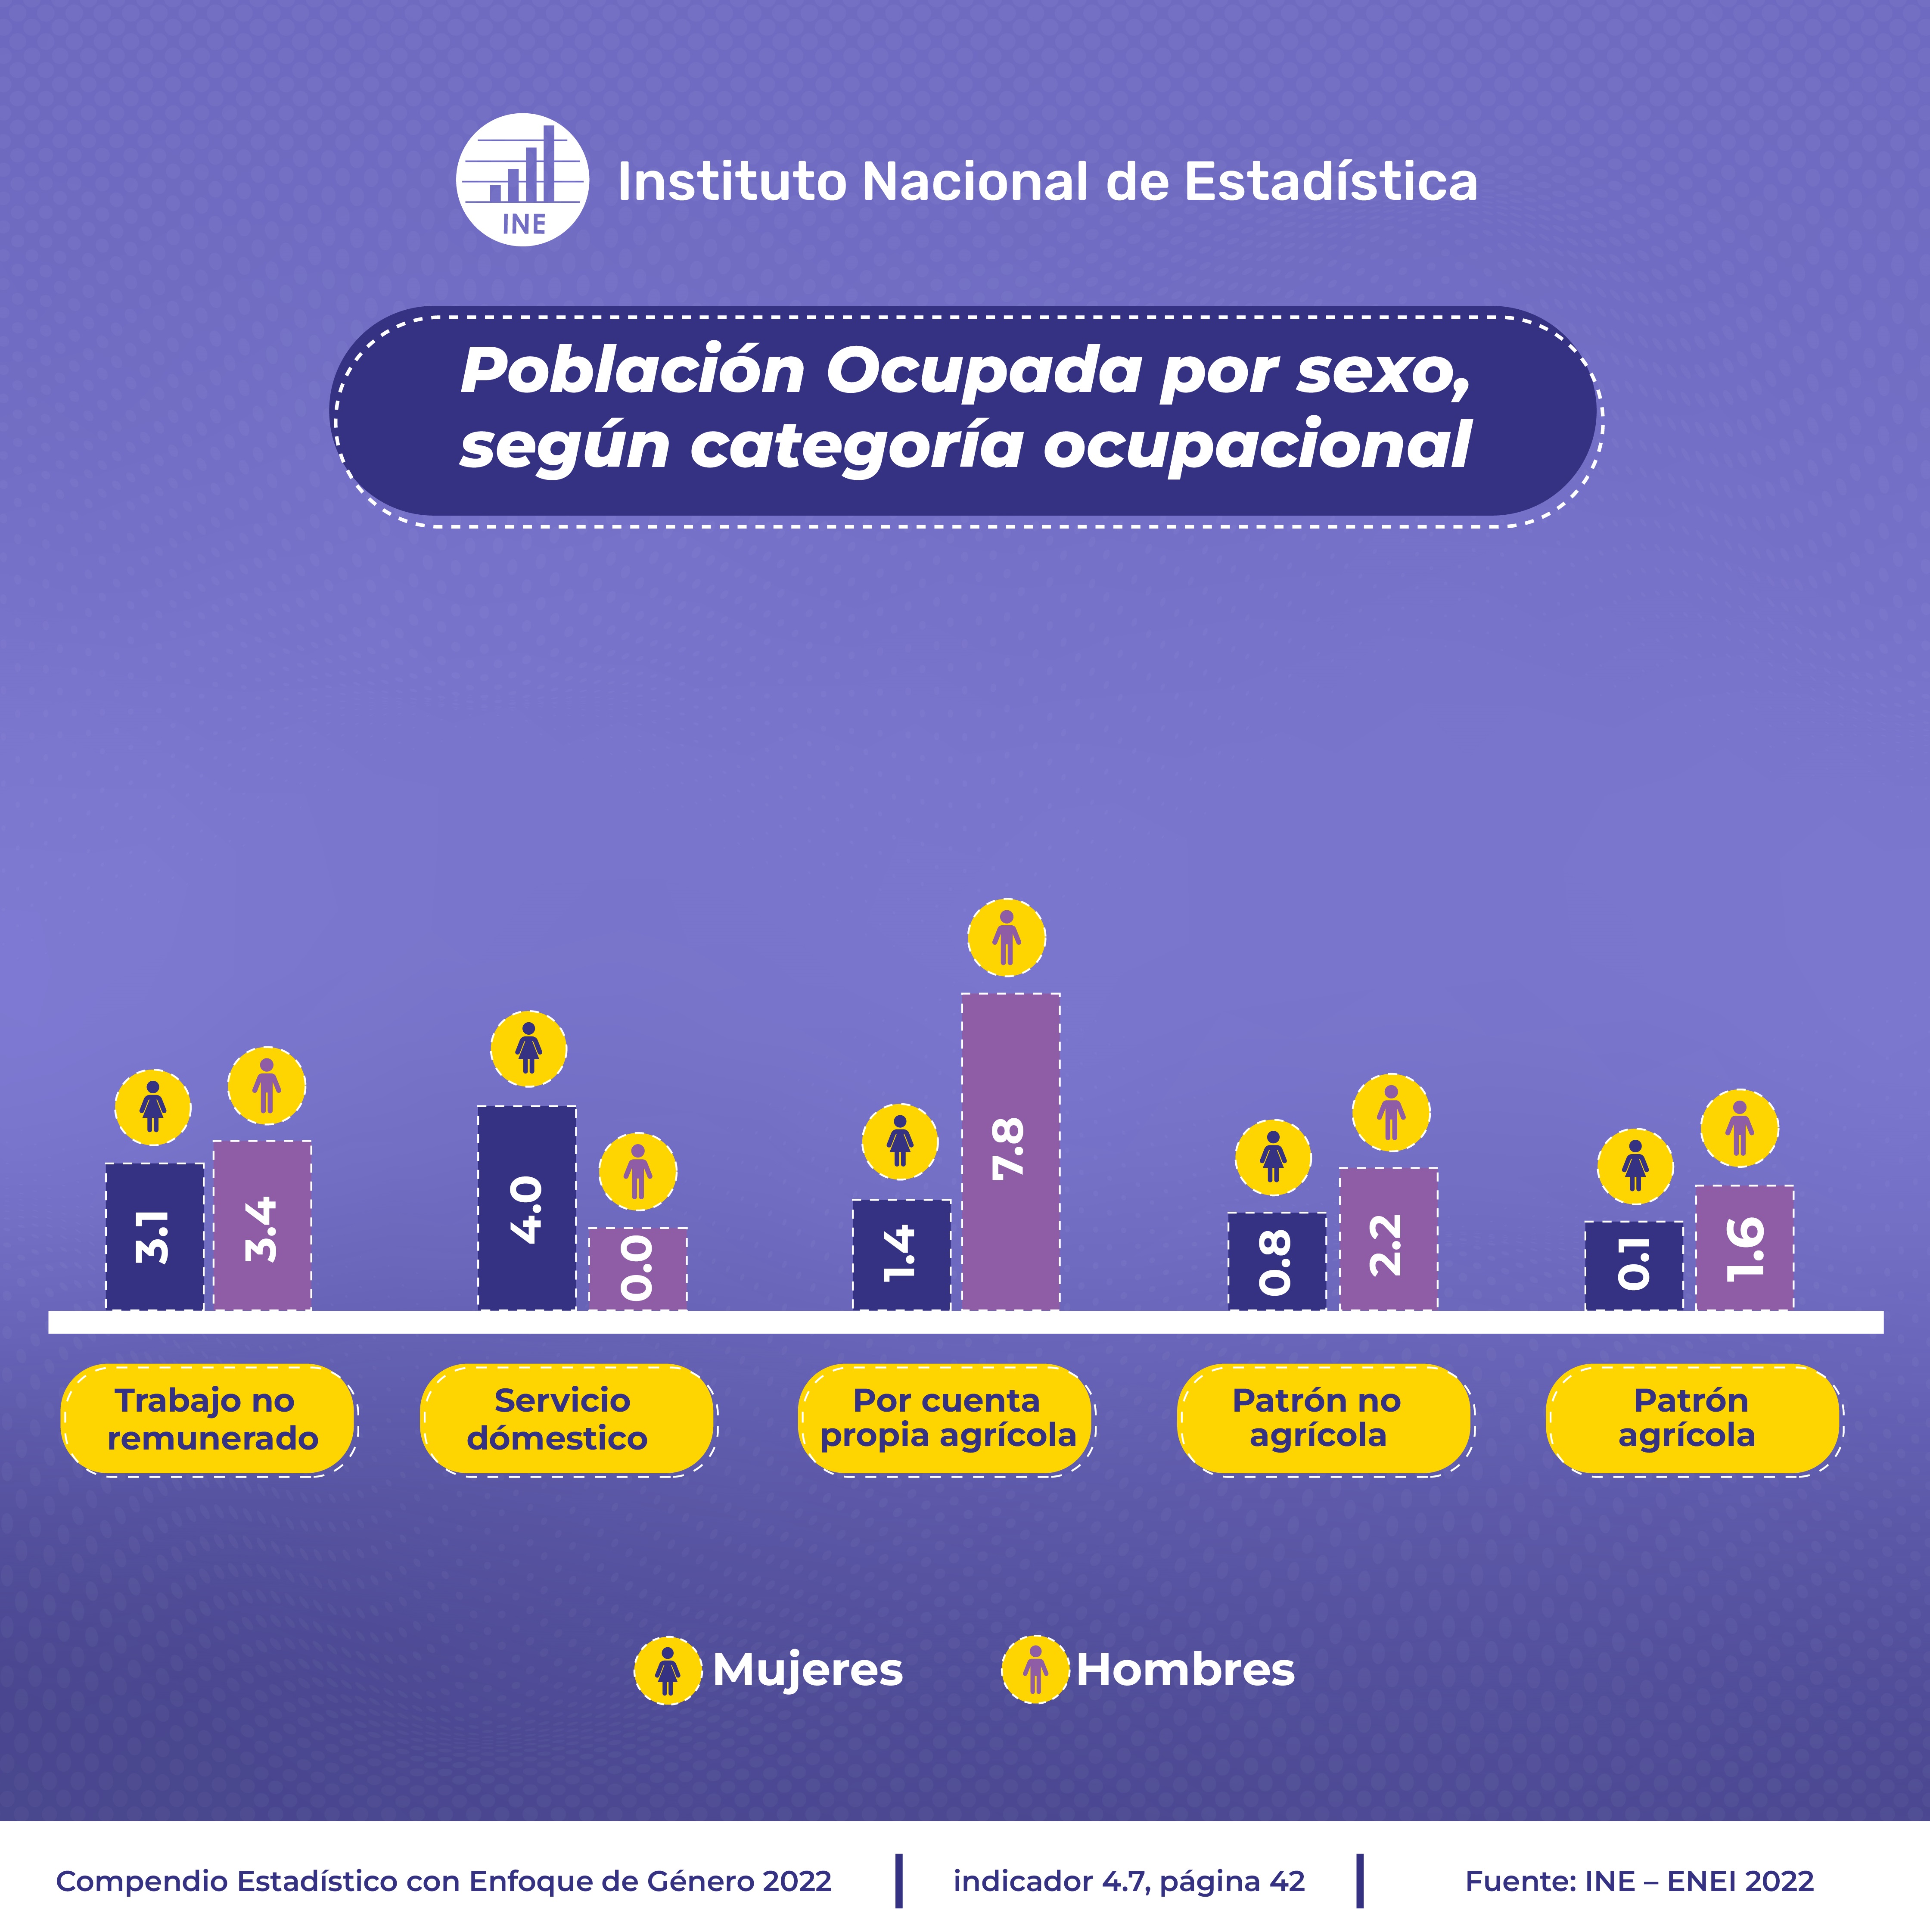 INE
Instituto Nacional de Estadística
Población Ocupada por sexo,
según categoría ocupacional
3.1
3.4
4.0
0.0
1.4
7.8
0.8
2.2
0.1
1.6
Trabajo no
remunerado
Servicio
dómestico
Por cuenta
propia agrícola
Patrón no
agrícola
Patrón
agrícola
Mujeres
Hombres
Compendio Estadístico con Enfoque de Género 2022
indicador 4.7, página 42
Fuente: INE – ENEI 2022